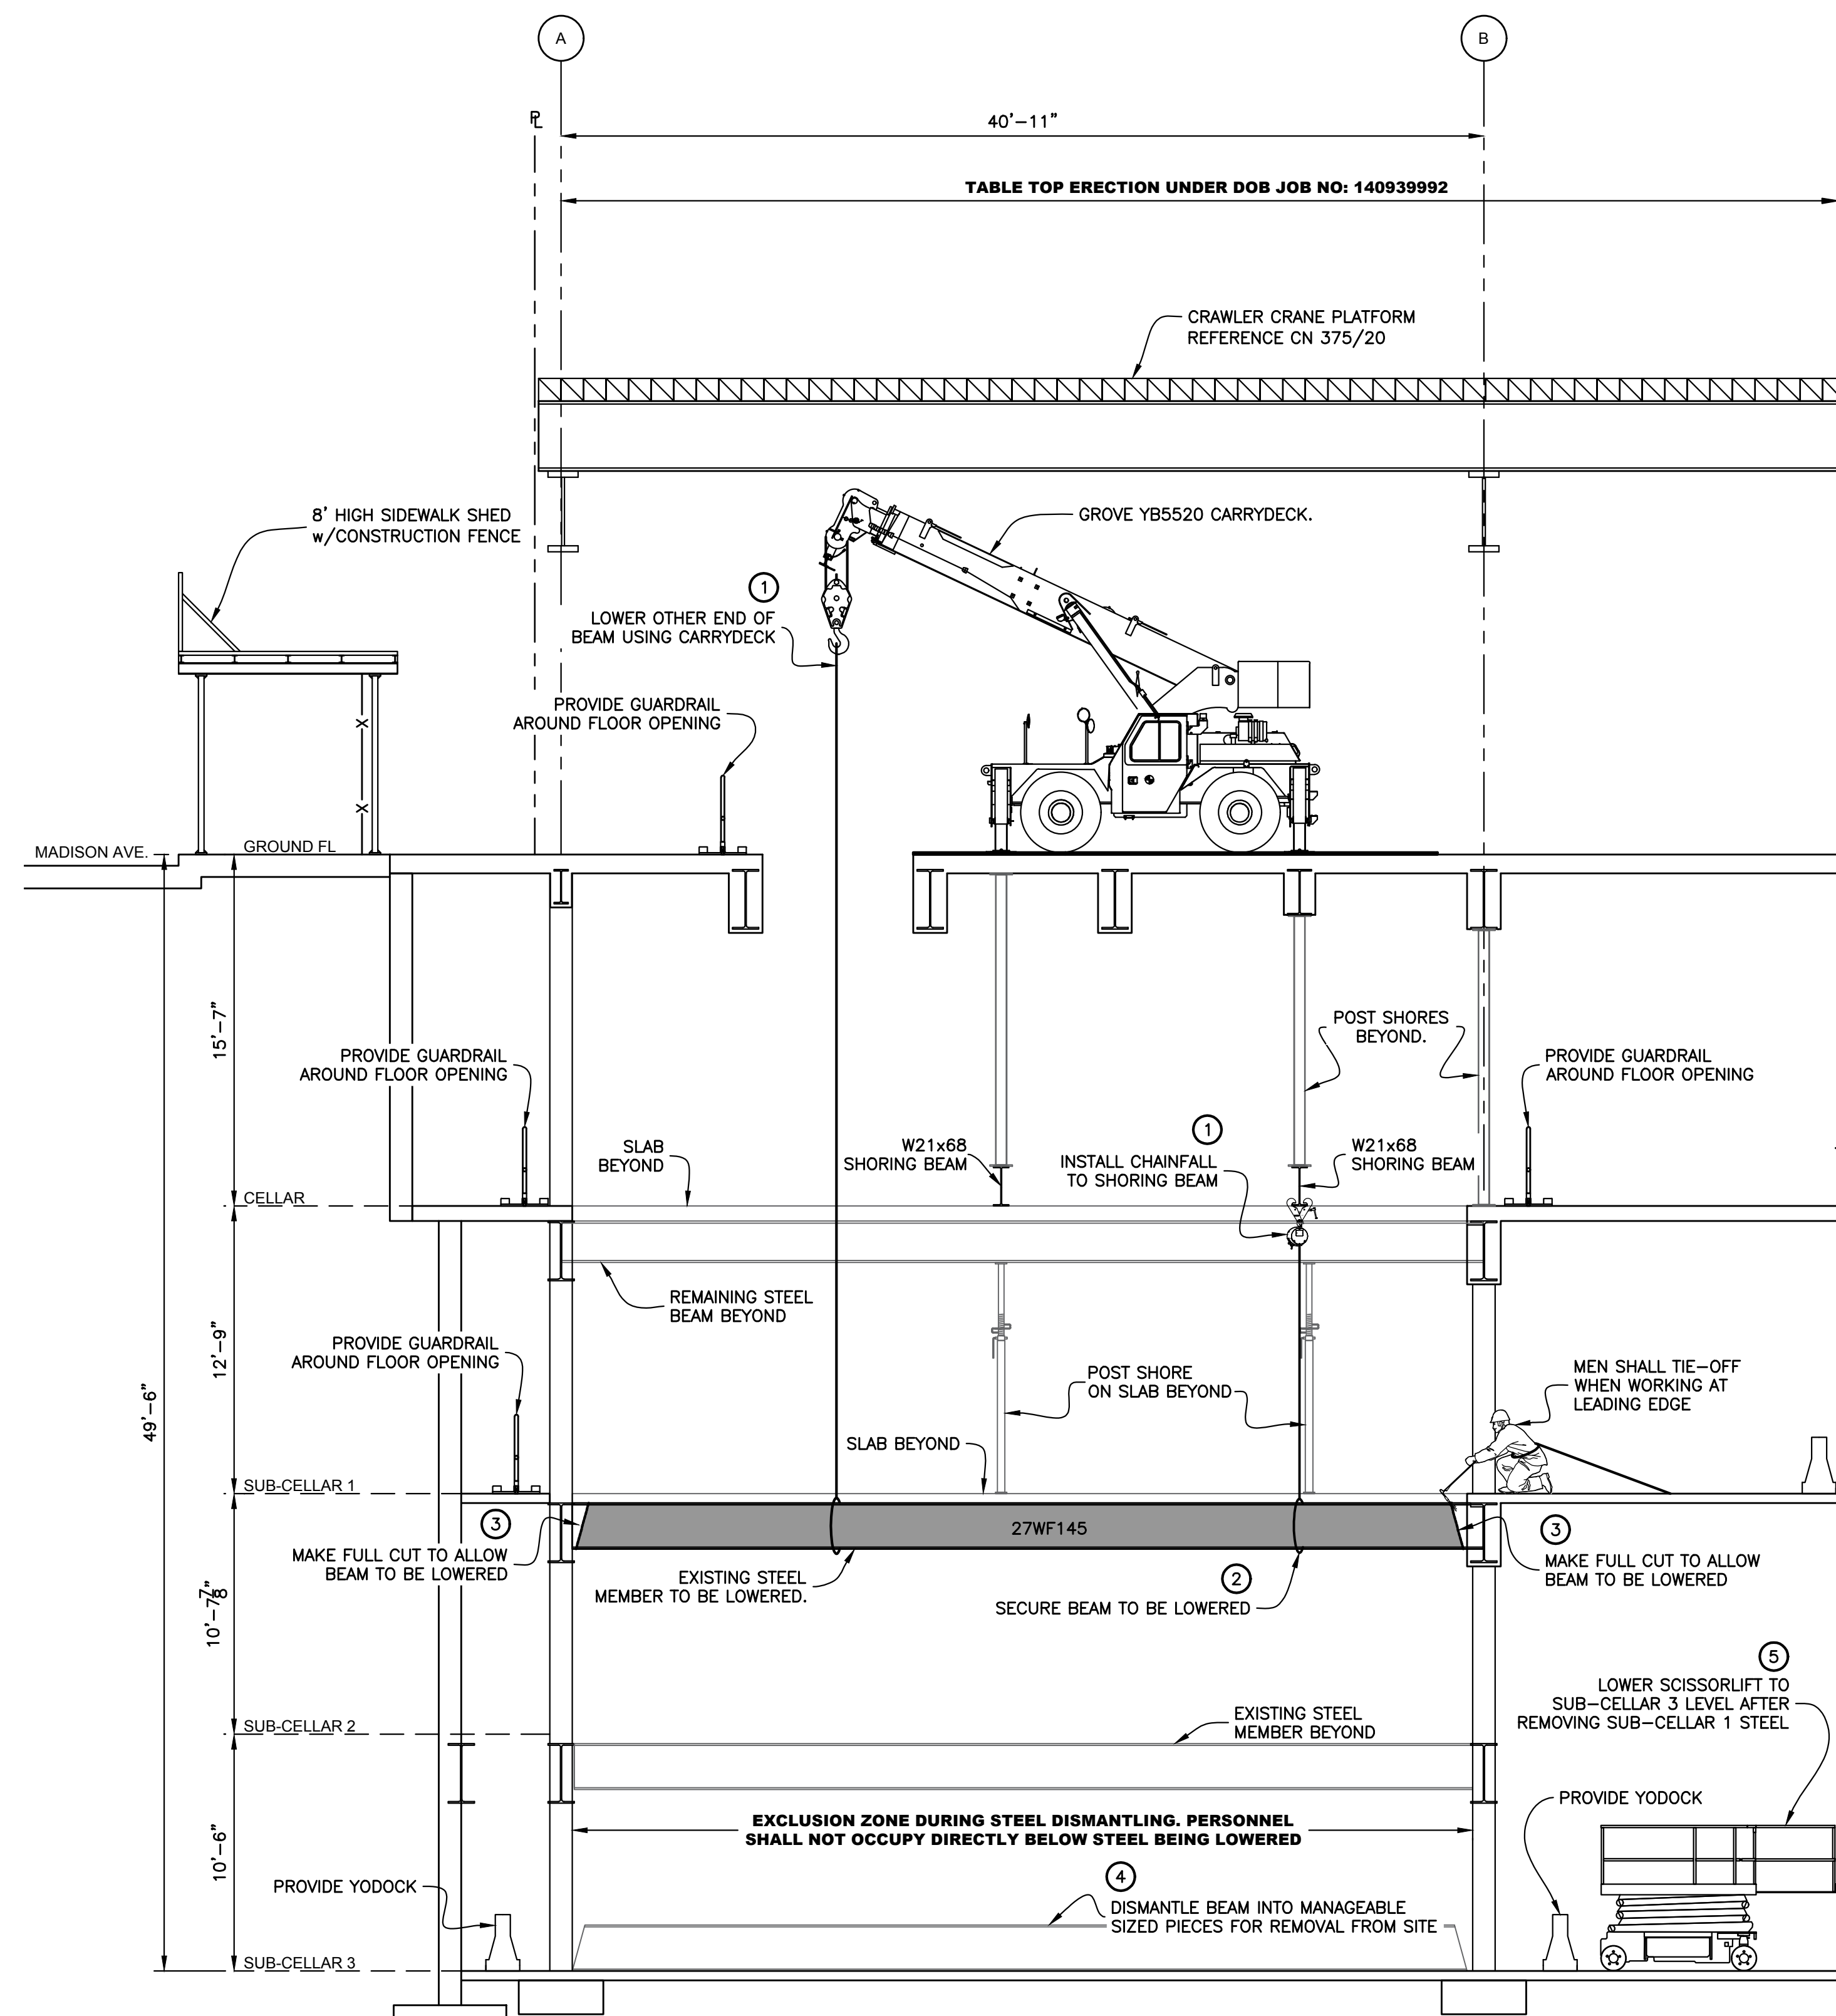 A
B
℄
40'-11"
TABLE TOP ERECTION UNDER DOB JOB NO: 140939992
CRAWLER CRANE PLATFORM
REFERENCE CN 375/20
8' HIGH SIDEWALK SHED
w/CONSTRUCTION FENCE
GROVE YB5520 CARRYDECK.
1
LOWER OTHER END OF
BEAM USING CARRYDECK
PROVIDE GUARDRAIL
AROUND FLOOR OPENING
X
X
MADISON AVE.
GROUND FL
15'-7"
POST SHORES
BEYOND.
PROVIDE GUARDRAIL
AROUND FLOOR OPENING
PROVIDE GUARDRAIL
AROUND FLOOR OPENING
SLAB
BEYOND
W21x68
SHORING BEAM
1
INSTALL CHAINFALL
TO SHORING BEAM
W21x68
SHORING BEAM
CELLAR
REMAINING STEEL
BEAM BEYOND
12'-9"
PROVIDE GUARDRAIL
AROUND FLOOR OPENING
POST SHORE
ON SLAB BEYOND
MEN SHALL TIE-OFF
WHEN WORKING AT
LEADING EDGE
49'-6"
SLAB BEYOND
SUB-CELLAR 1
27WF145
3
MAKE FULL CUT TO ALLOW
BEAM TO BE LOWERED
EXISTING STEEL
MEMBER TO BE LOWERED.
2
SECURE BEAM TO BE LOWERED
3
MAKE FULL CUT TO ALLOW
BEAM TO BE LOWERED
10'-7 7/8"
5
LOWER SCISSORLIFT TO
SUB-CELLAR 3 LEVEL AFTER
REMOVING SUB-CELLAR 1 STEEL
SUB-CELLAR 2
EXISTING STEEL
MEMBER BEYOND
PROVIDE YODOCK
EXCLUSION ZONE DURING STEEL DISMANTLING. PERSONNEL
SHALL NOT OCCUPY DIRECTLY BELOW STEEL BEING LOWERED
10'-6"
PROVIDE YODOCK
4
DISMANTLE BEAM INTO MANAGEABLE
SIZED PIECES FOR REMOVAL FROM SITE
SUB-CELLAR 3